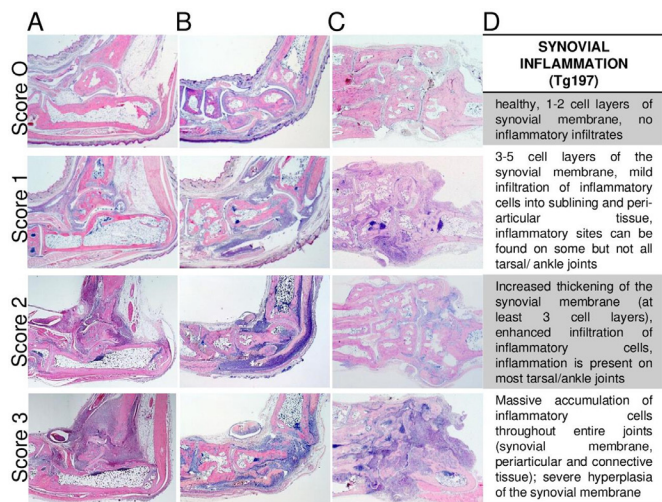 A B C D
SYNOVIAL
INFLAMMATION
(Tg197)
Score O
healthy, 1-2 cell layers of
synovial membrane, no
inflammatory infiltrates
Score 1
3-5 cell layers of the
synovial membrane, mild
infiltration of inflammatory
cells into sublining and peri-
articular tissue,
inflammatory sites can be
found on some but not all
tarsal/ ankle joints
Score 2
Increased thickening of the
synovial membrane (at
least 3 cell layers),
enhanced infiltration of
inflammatory cells,
inflammation is present on
most tarsal/ankle joints
Score 3
Massive accumulation of
inflammatory cells
throughout entire joints
(synovial membrane,
periarticular and connective
tissue); severe hyperplasia
of the synovial membrane